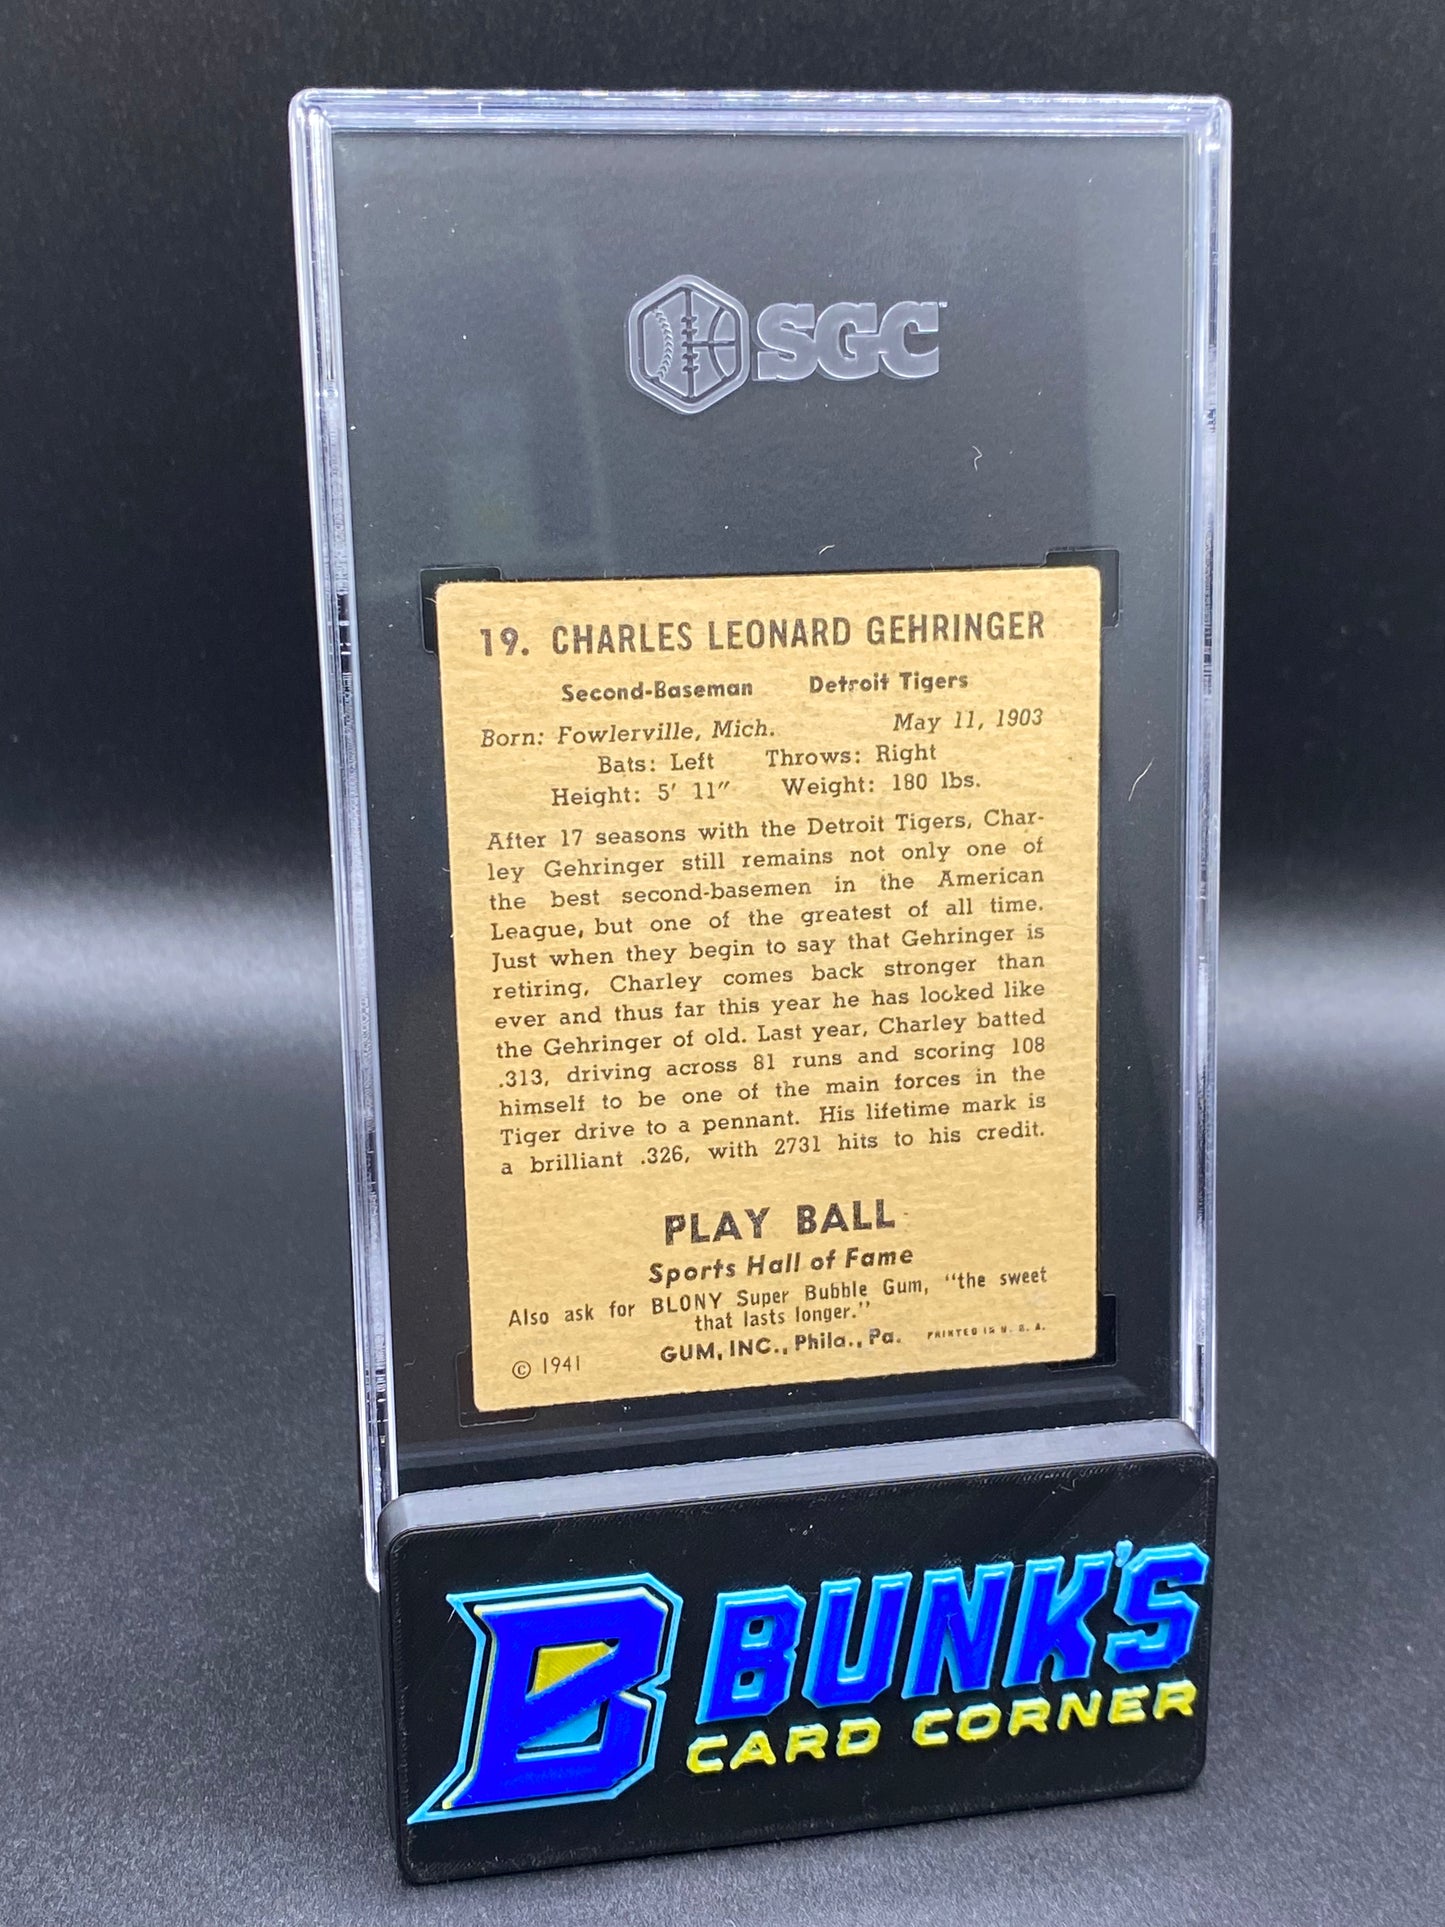 SGC™
19. CHARLES LEONARD GEHRINGER
Second-Baseman Detroit Tigers
Born: Fowlerville, Mich. May 11, 1903
Bats: Left Throws: Right
Height: 5' 11" Weight: 180 lbs.
After 17 seasons with the Detroit Tigers, Char-
ley Gehringer still remains not only one of
the best second-basemen in the American
League, but one of the greatest of all time.
Just when they begin to say that Gehringer is
retiring, Charley comes back stronger than
ever and thus far this year he has looked like
the Gehringer of old. Last year, Charley batted
.313, driving across 81 runs and scoring 108
himself to be one of the main forces in the
Tiger drive to a pennant. His lifetime mark is
a brilliant .326, with 2731 hits to his credit.
PLAY BALL
Sports Hall of Fame
Also ask for BLONY Super Bubble Gum, "the sweet
that lasts longer."
GUM, INC., Phila., Pa. PRINTED IN U. S. A.
© 1941
B BUNK'S
CARD CORNER